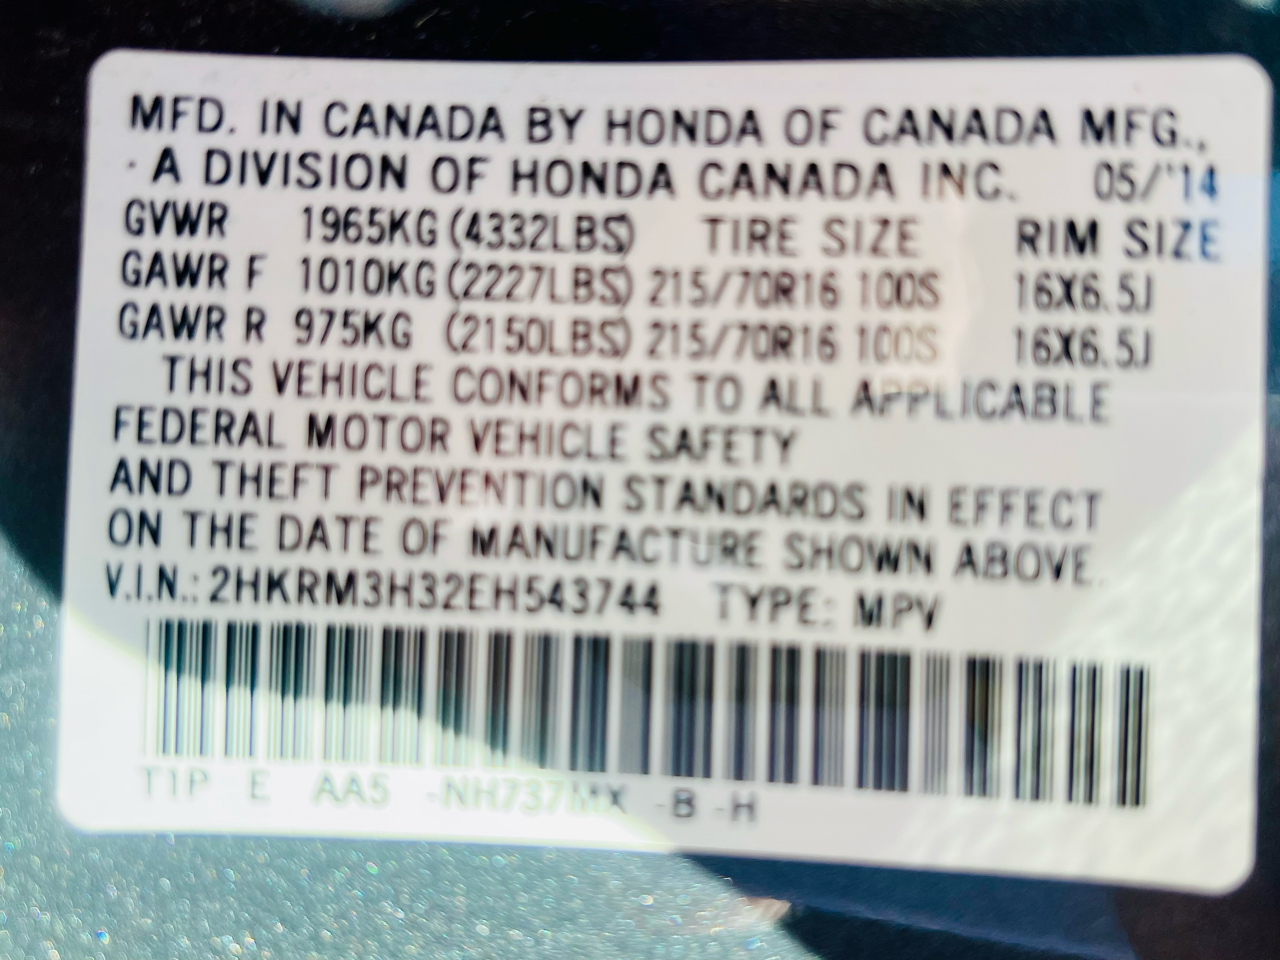 MFD. IN CANADA BY HONDA OF CANADA MFG.,
A DIVISION OF HONDA CANADA INC. 05/'14
GVWR 1965KG (4332LBS) TIRE SIZE RIM SIZE
GAWR F 1010KG (2227LBS) 215/70R16 100S 16X6.5J
GAWR R 975KG (2150LBS) 215/70R16 100S 16X6.5J
THIS VEHICLE CONFORMS TO ALL APPLICABLE
FEDERAL MOTOR VEHICLE SAFETY
AND THEFT PREVENTION STANDARDS IN EFFECT
ON THE DATE OF MANUFACTURE SHOWN ABOVE.
V.I.N.: 2HKRM3H32EH543744 TYPE: MPV
T1P E AA5 -NH737MX -B -H